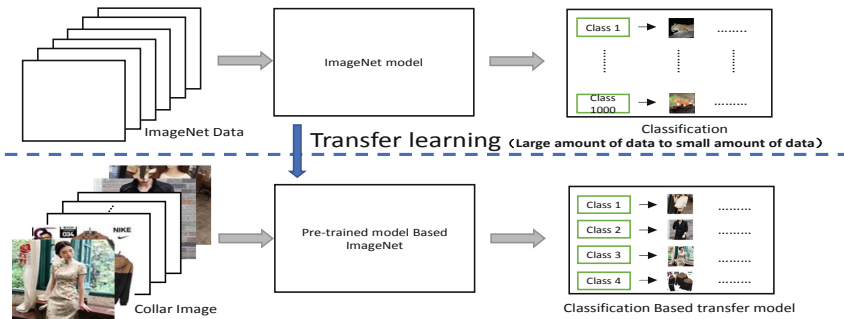 ImageNet Data
ImageNet model
Class 1
........
Class
1000
.........
Classification
Transfer learning (Large amount of data to small amount of data)
034
NIKE
Collar Image
Pre-trained model Based
ImageNet
Class 1
.........
Class 2
.........
Class 3
.........
Class 4
.........
Classification Based transfer model